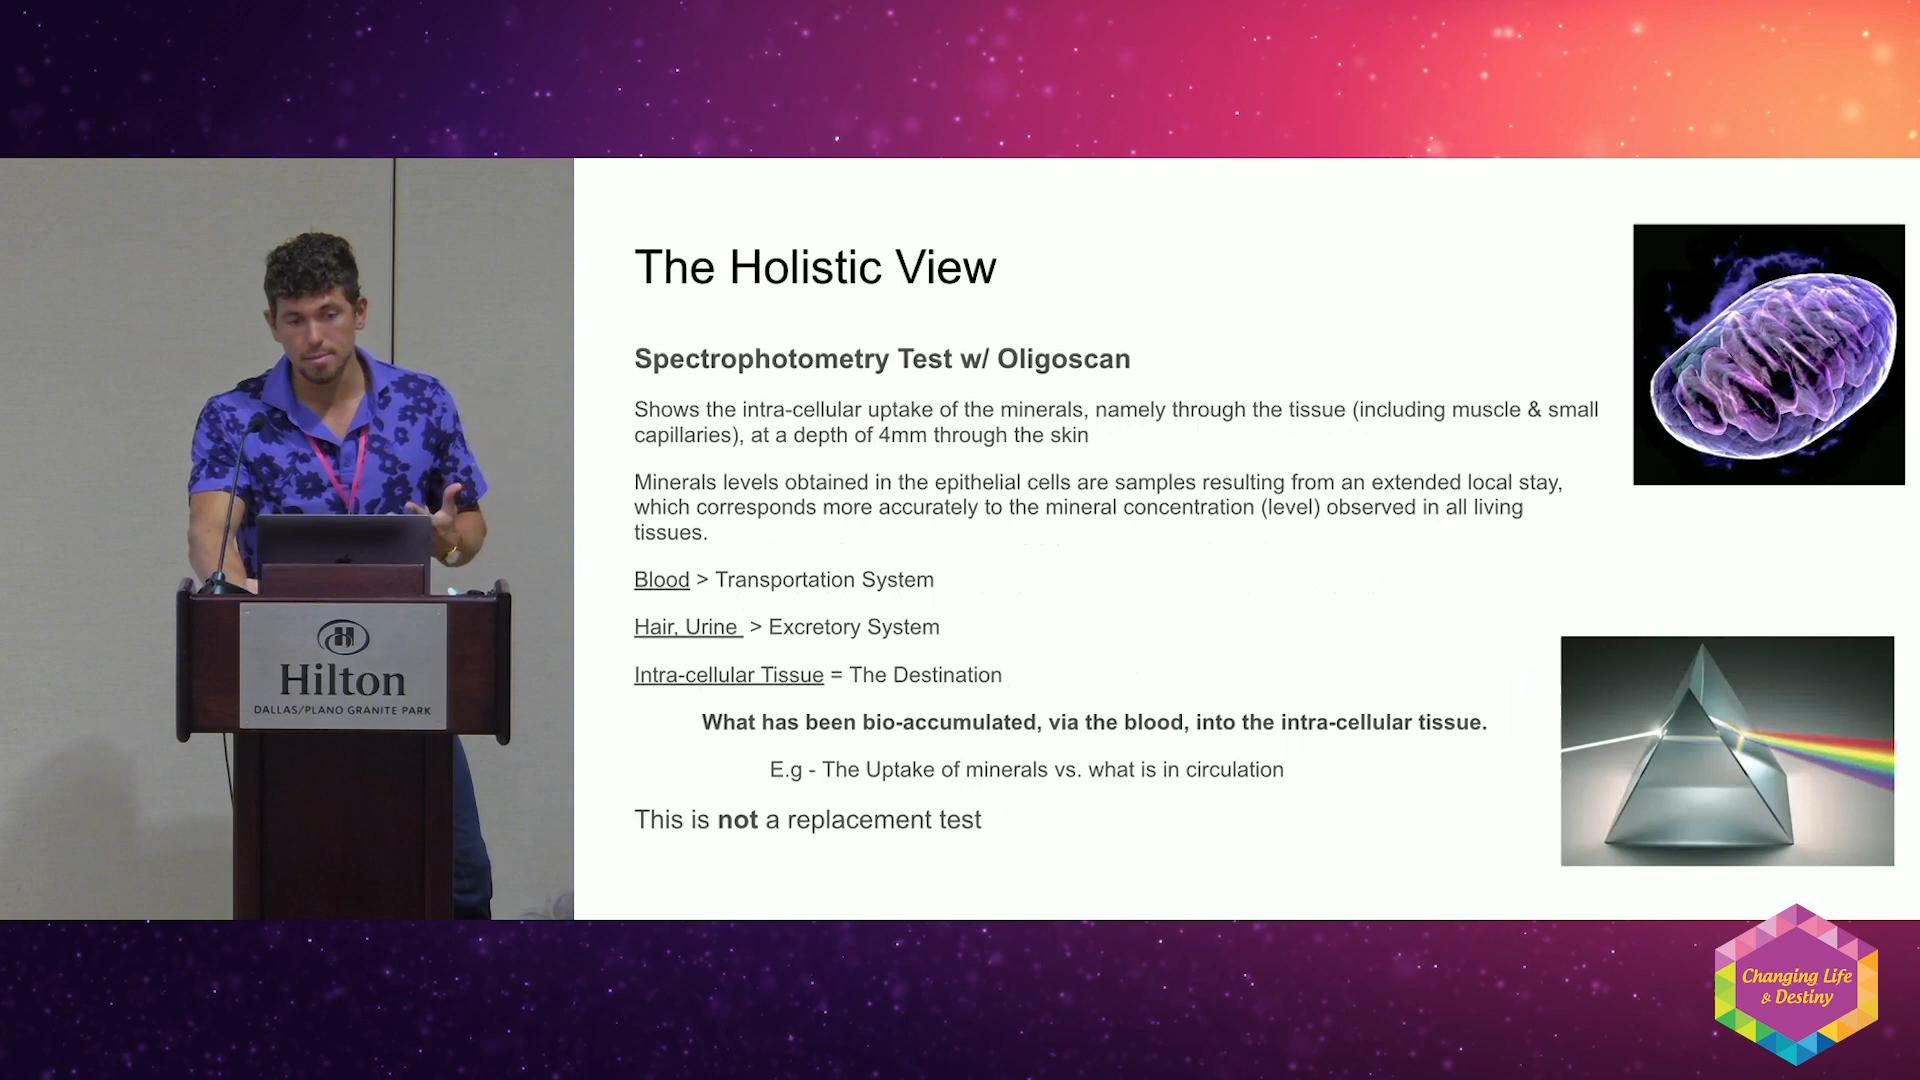 The Holistic View
Spectrophotometry Test w/ Oligoscan
Shows the intra-cellular uptake of the minerals, namely through the tissue (including muscle & small
capillaries), at a depth of 4mm through the skin
Minerals levels obtained in the epithelial cells are samples resulting from an extended local stay,
which corresponds more accurately to the mineral concentration (level) observed in all living
tissues.
Blood > Transportation System
Hair, Urine > Excretory System
Intra-cellular Tissue = The Destination
What has been bio-accumulated, via the blood, into the intra-cellular tissue.
E.g - The Uptake of minerals vs. what is in circulation
This is not a replacement test
Hilton
DALLAS/PLANO GRANITE PARK
Changing Life
& Destiny